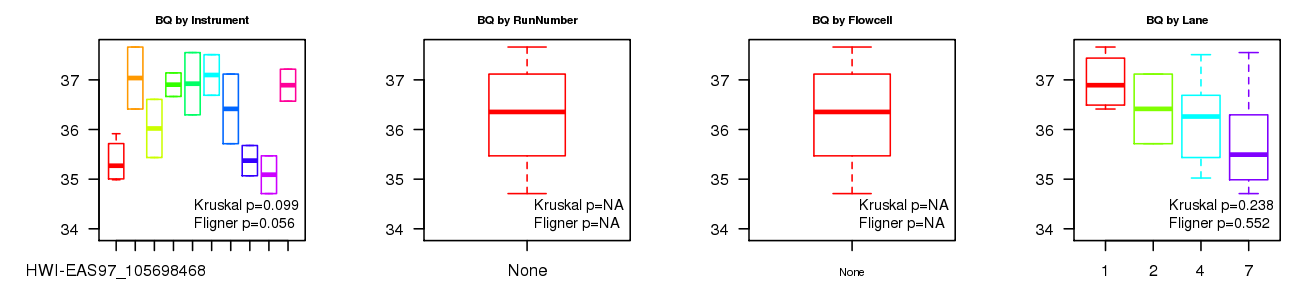 BQ by Instrument
37
36
35
34
Kruskal p=0.099
Fligner p=0.056
HWI-EAS97_105698468
BQ by RunNumber
37
36
35
34
Kruskal p=NA
Fligner p=NA
None
BQ by Flowcell
37
36
35
34
Kruskal p=NA
Fligner p=NA
None
BQ by Lane
37
36
35
34
Kruskal p=0.238
Fligner p=0.552
1 2 4 7